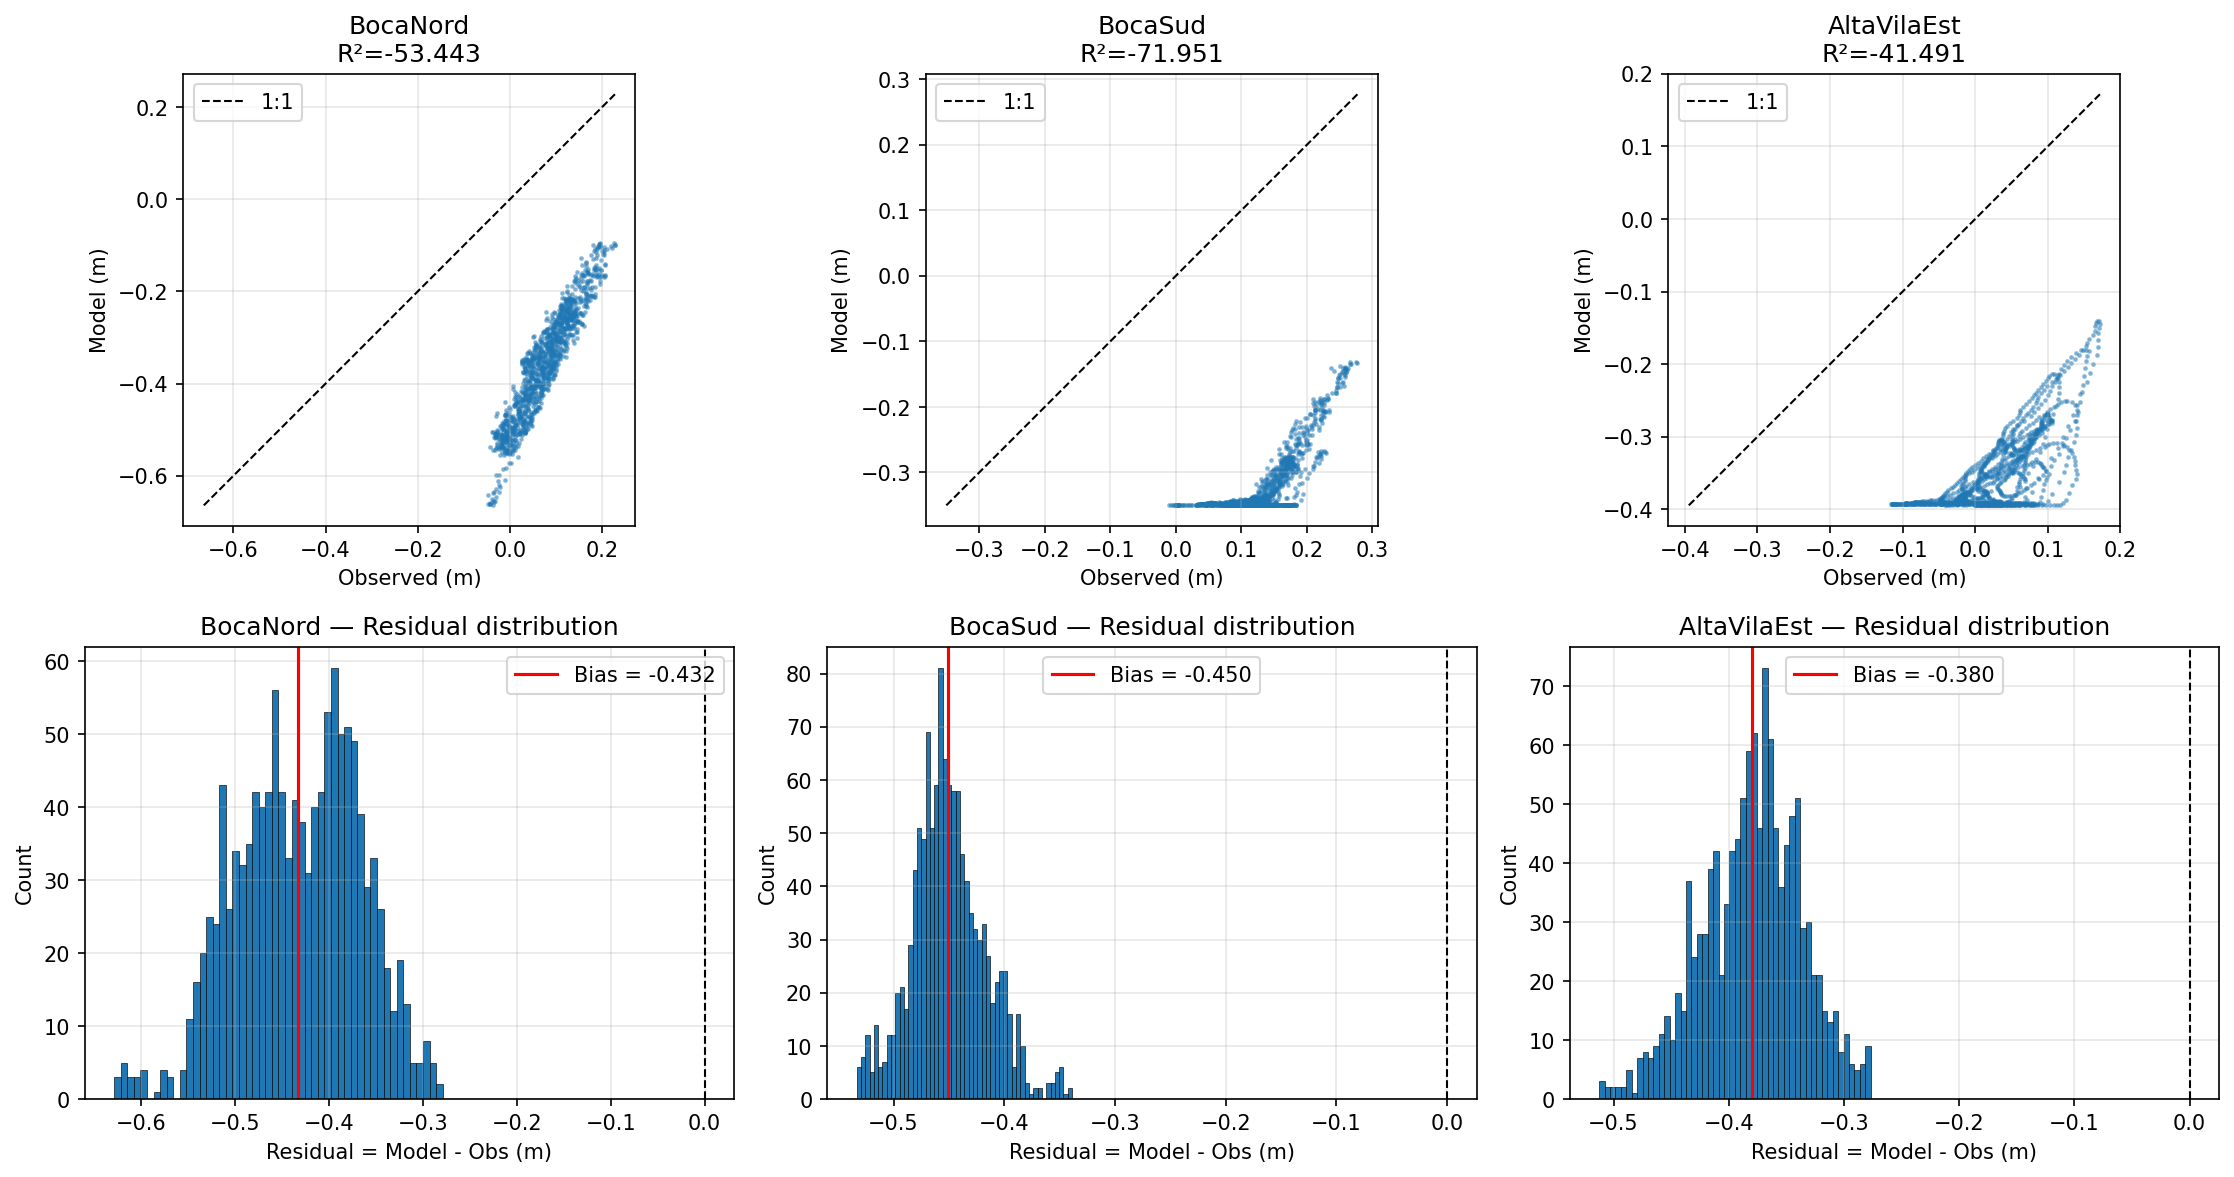 BocaNord
R²=-53.443
1:1
0.2
0.0
−0.2
−0.4
−0.6
Model (m)
−0.6 −0.4 −0.2 0.0 0.2
Observed (m)
BocaSud
R²=-71.951
1:1
0.3
0.2
0.1
0.0
−0.1
−0.2
−0.3
Model (m)
−0.3 −0.2 −0.1 0.0 0.1 0.2 0.3
Observed (m)
AltaVilaEst
R²=-41.491
1:1
0.2
0.1
0.0
−0.1
−0.2
−0.3
−0.4
Model (m)
−0.4 −0.3 −0.2 −0.1 0.0 0.1 0.2
Observed (m)
BocaNord — Residual distribution
Bias = -0.432
60
50
40
30
20
10
0
Count
−0.6 −0.5 −0.4 −0.3 −0.2 −0.1 0.0
Residual = Model - Obs (m)
BocaSud — Residual distribution
Bias = -0.450
80
70
60
50
40
30
20
10
0
Count
−0.5 −0.4 −0.3 −0.2 −0.1 0.0
Residual = Model - Obs (m)
AltaVilaEst — Residual distribution
Bias = -0.380
70
60
50
40
30
20
10
0
Count
−0.5 −0.4 −0.3 −0.2 −0.1 0.0
Residual = Model - Obs (m)